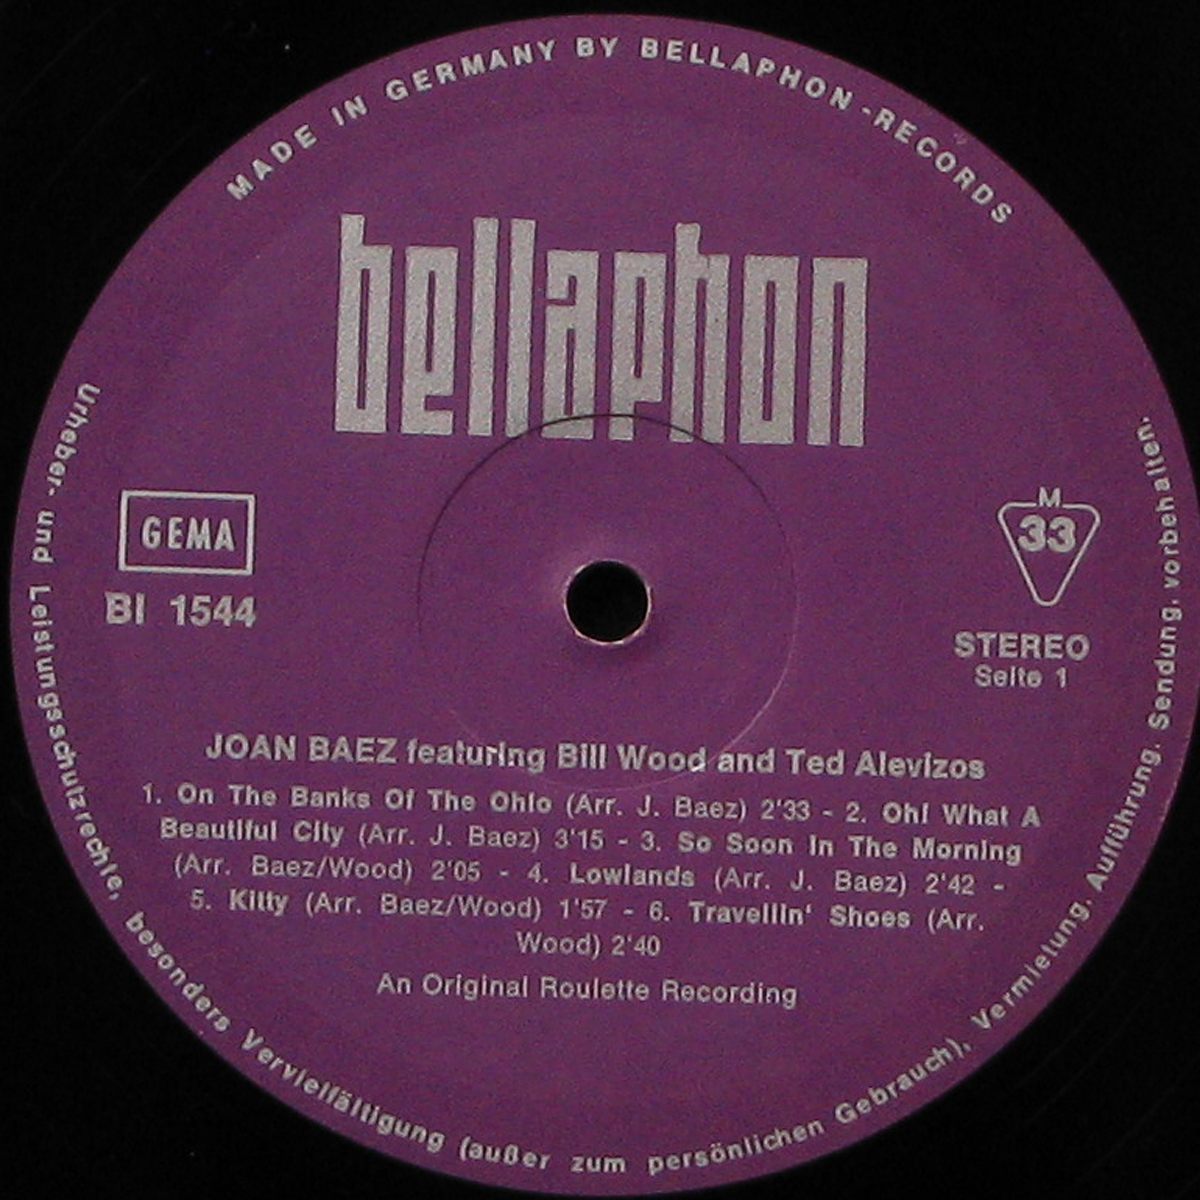 MADE IN GERMANY BY BELLAPHON-RECORDS
bellaphon
GEMA
BI 1544
M
33
STEREO
Seite 1
JOAN BAEZ featuring Bill Wood and Ted Alevizos
1. On The Banks Of The Ohio (Arr. J. Baez) 2'33 - 2. Oh! What A
Beautiful City (Arr. J. Baez) 3'15 - 3. So Soon In The Morning
(Arr. Baez/Wood) 2'05 - 4. Lowlands (Arr. J. Baez) 2'42 -
5. Kitty (Arr. Baez/Wood) 1'57 - 6. Travellin' Shoes (Arr.
Wood) 2'40
An Original Roulette Recording
Urheber- und Leistungsschutzrechte, besonders Vervielfältigung (außer zum persönlichen Gebrauch), Vermietung, Aufführung, Sendung, vorbehalten.